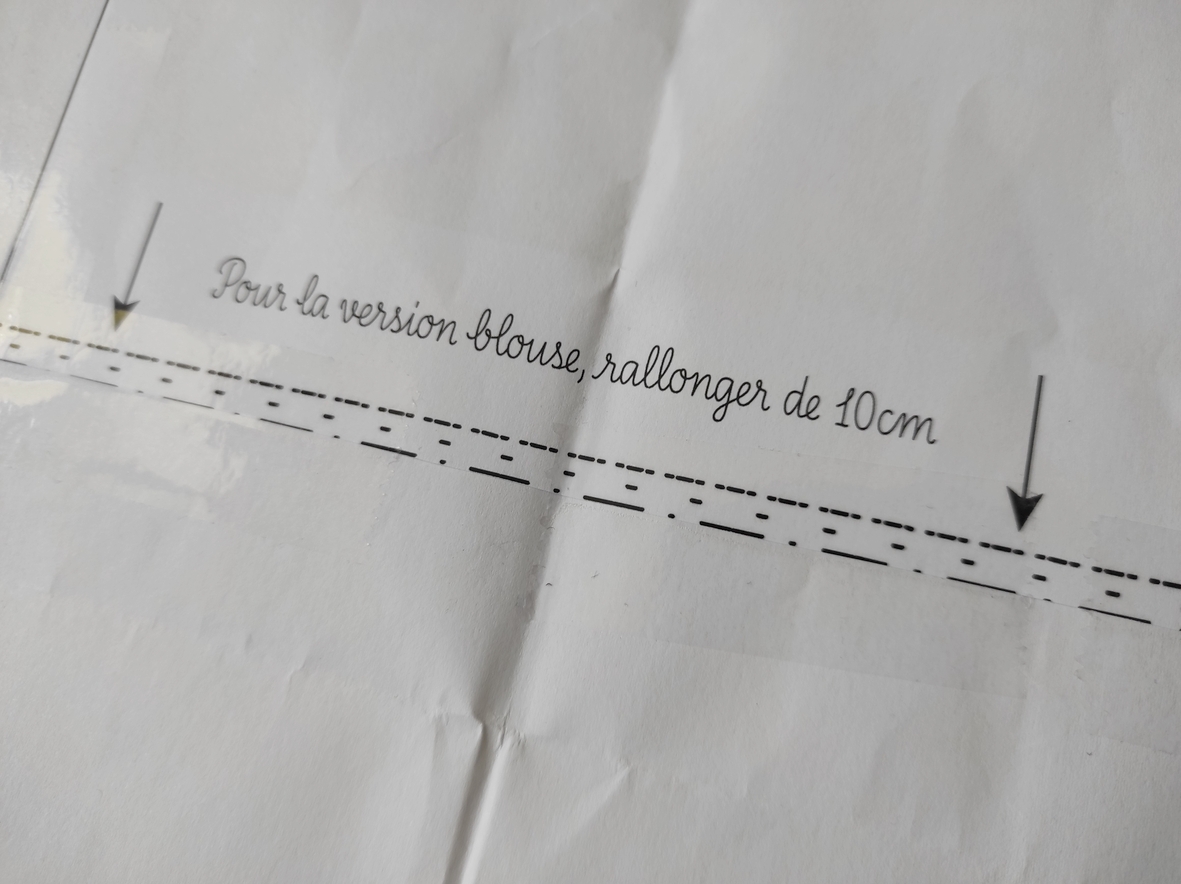 Pour la version blouse, rallonger de 10cm